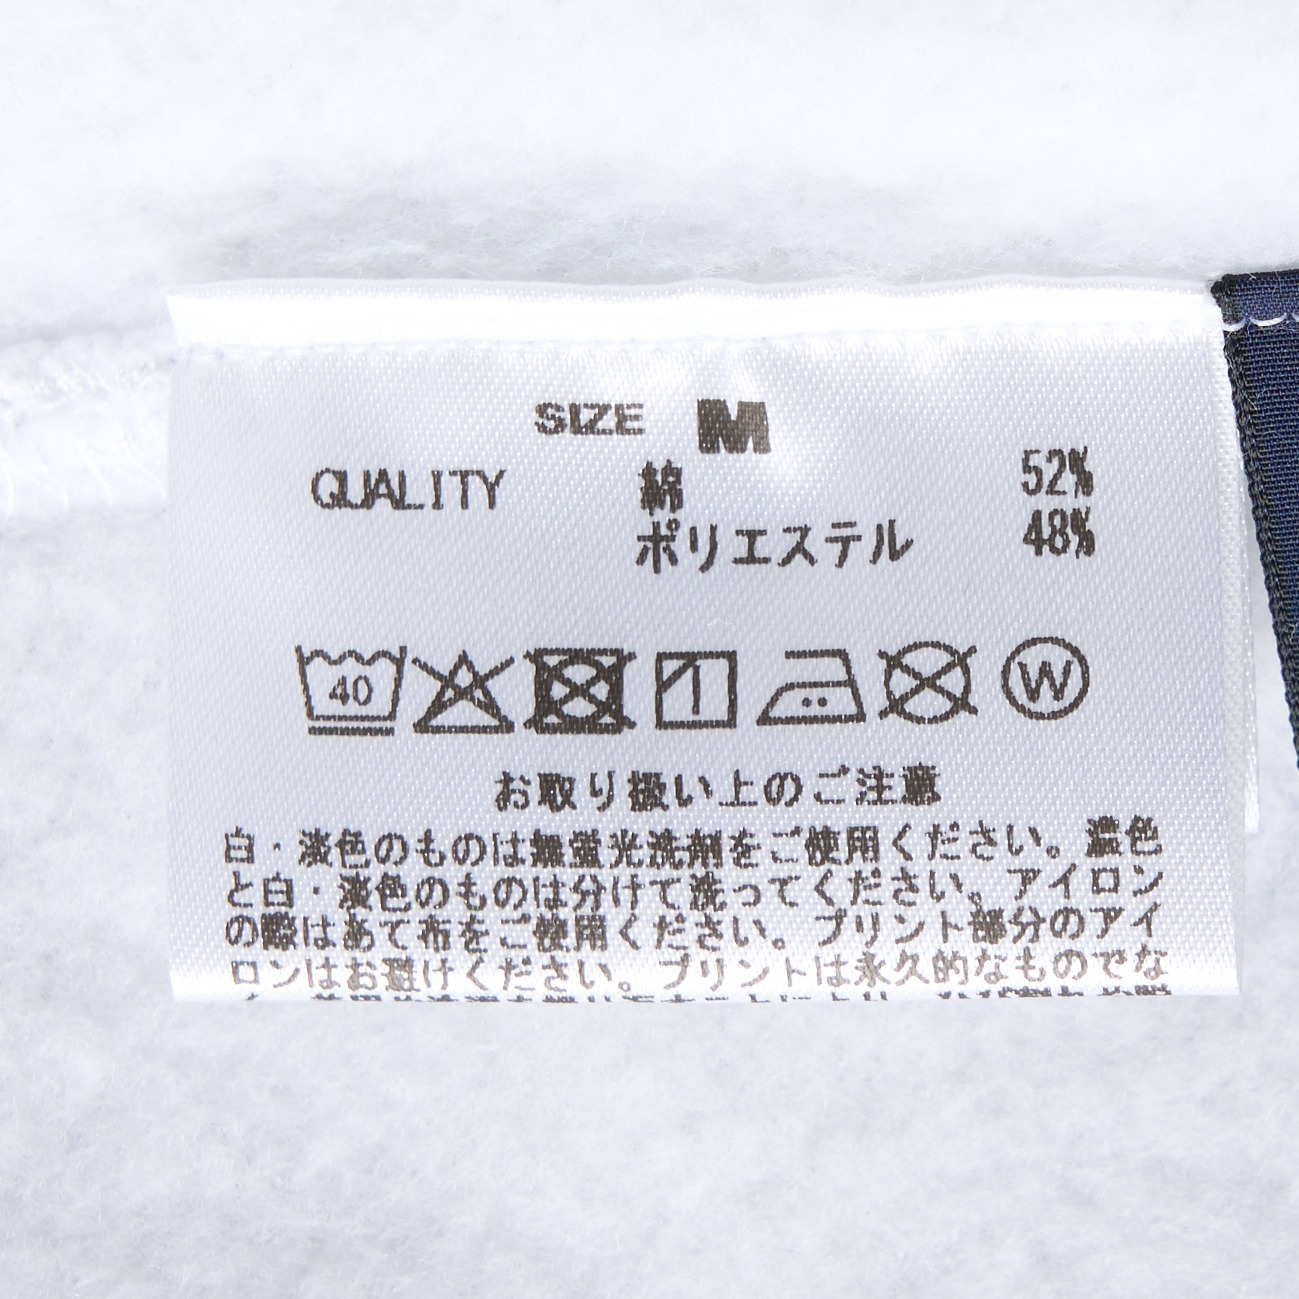 SIZE M
QUALITY 綿 52%
ポリエステル 48%
40 W
お取り扱い上のご注意
白・淡色のものは無蛍光洗剤をご使用ください。濃色
と白・淡色のものは分けて洗ってください。アイロン
の際はあて布をご使用ください。プリント部分のアイ
ロンはお避けください。プリントは永久的なものでな